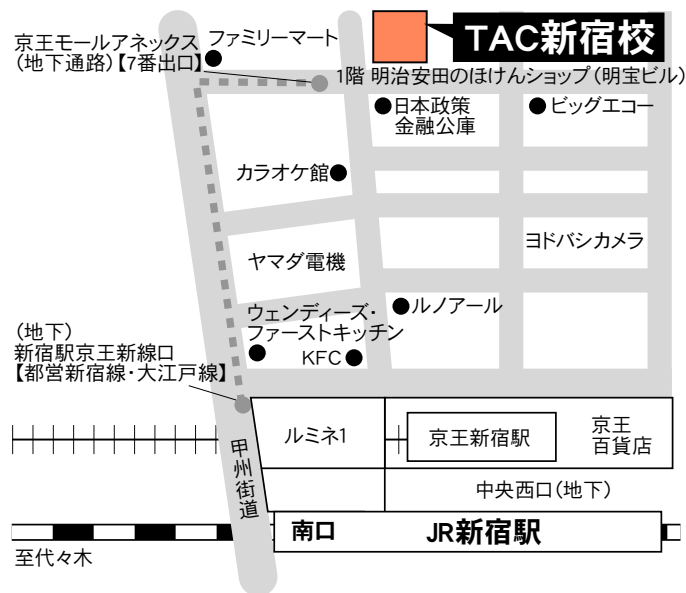 TAC新宿校
京王モールアネックス
(地下通路)【7番出口】
ファミリーマート
1階 明治安田のほけんショップ(明宝ビル)
日本政策
金融公庫
ビッグエコー
カラオケ館
ヤマダ電機
ヨドバシカメラ
ウェンディーズ・
ファーストキッチン
ルノアール
KFC
(地下)
新宿駅京王新線口
【都営新宿線・大江戸線】
ルミネ1
京王新宿駅
京王
百貨店
甲州街道
中央西口(地下)
南口
JR新宿駅
至代々木